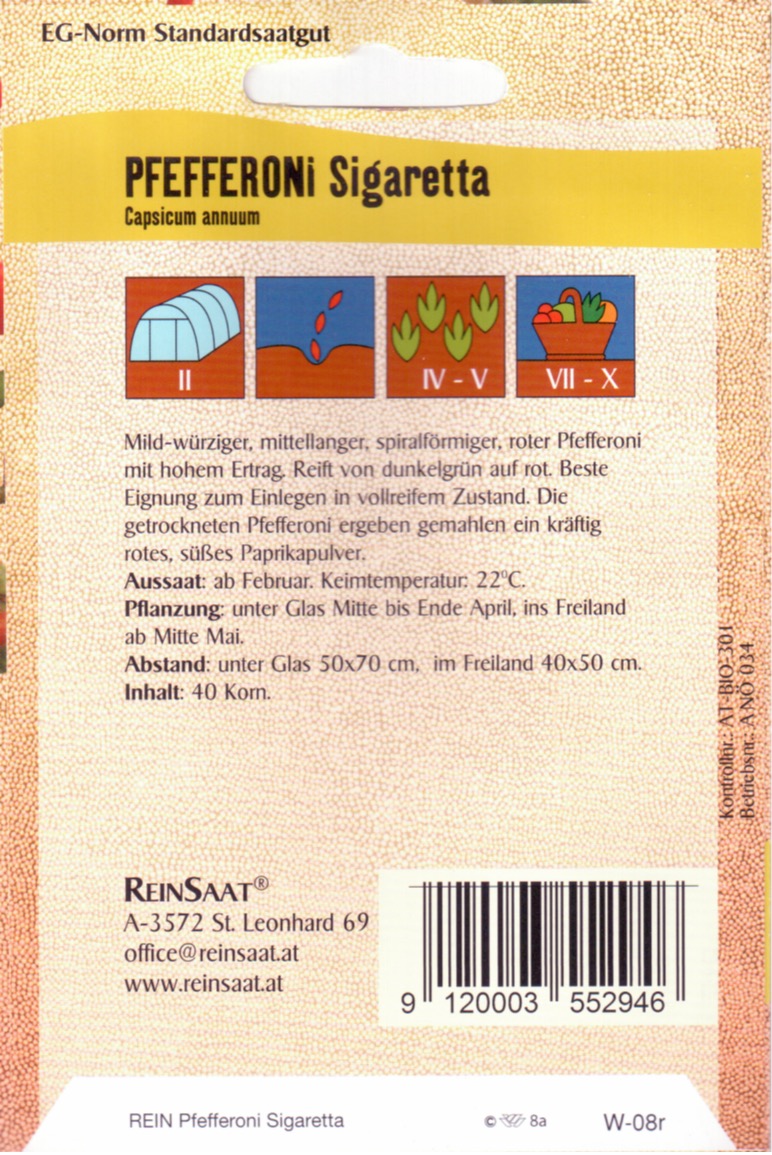 EG-Norm Standardsaatgut
PFEFFERONi Sigaretta
Capsicum annuum
II
IV - V
VII - X
Mild-würziger, mittellanger, spiralförmiger, roter Pfefferoni
mit hohem Ertrag. Reift von dunkelgrün auf rot. Beste
Eignung zum Einlegen in vollreifem Zustand. Die
getrockneten Pfefferoni ergeben gemahlen ein kräftig
rotes, süßes Paprikapulver.
Aussaat: ab Februar. Keimtemperatur: 22°C.
Pflanzung: unter Glas Mitte bis Ende April, ins Freiland
ab Mitte Mai.
Abstand: unter Glas 50x70 cm, im Freiland 40x50 cm.
Inhalt: 40 Korn.
Kontrollnr.: AT-BIO-301
Betriebsnr.: A NÖ 034
REINSAAT®
A-3572 St. Leonhard 69
office@reinsaat.at
www.reinsaat.at
9 120003 552946
REIN Pfefferoni Sigaretta © 8a W-08r